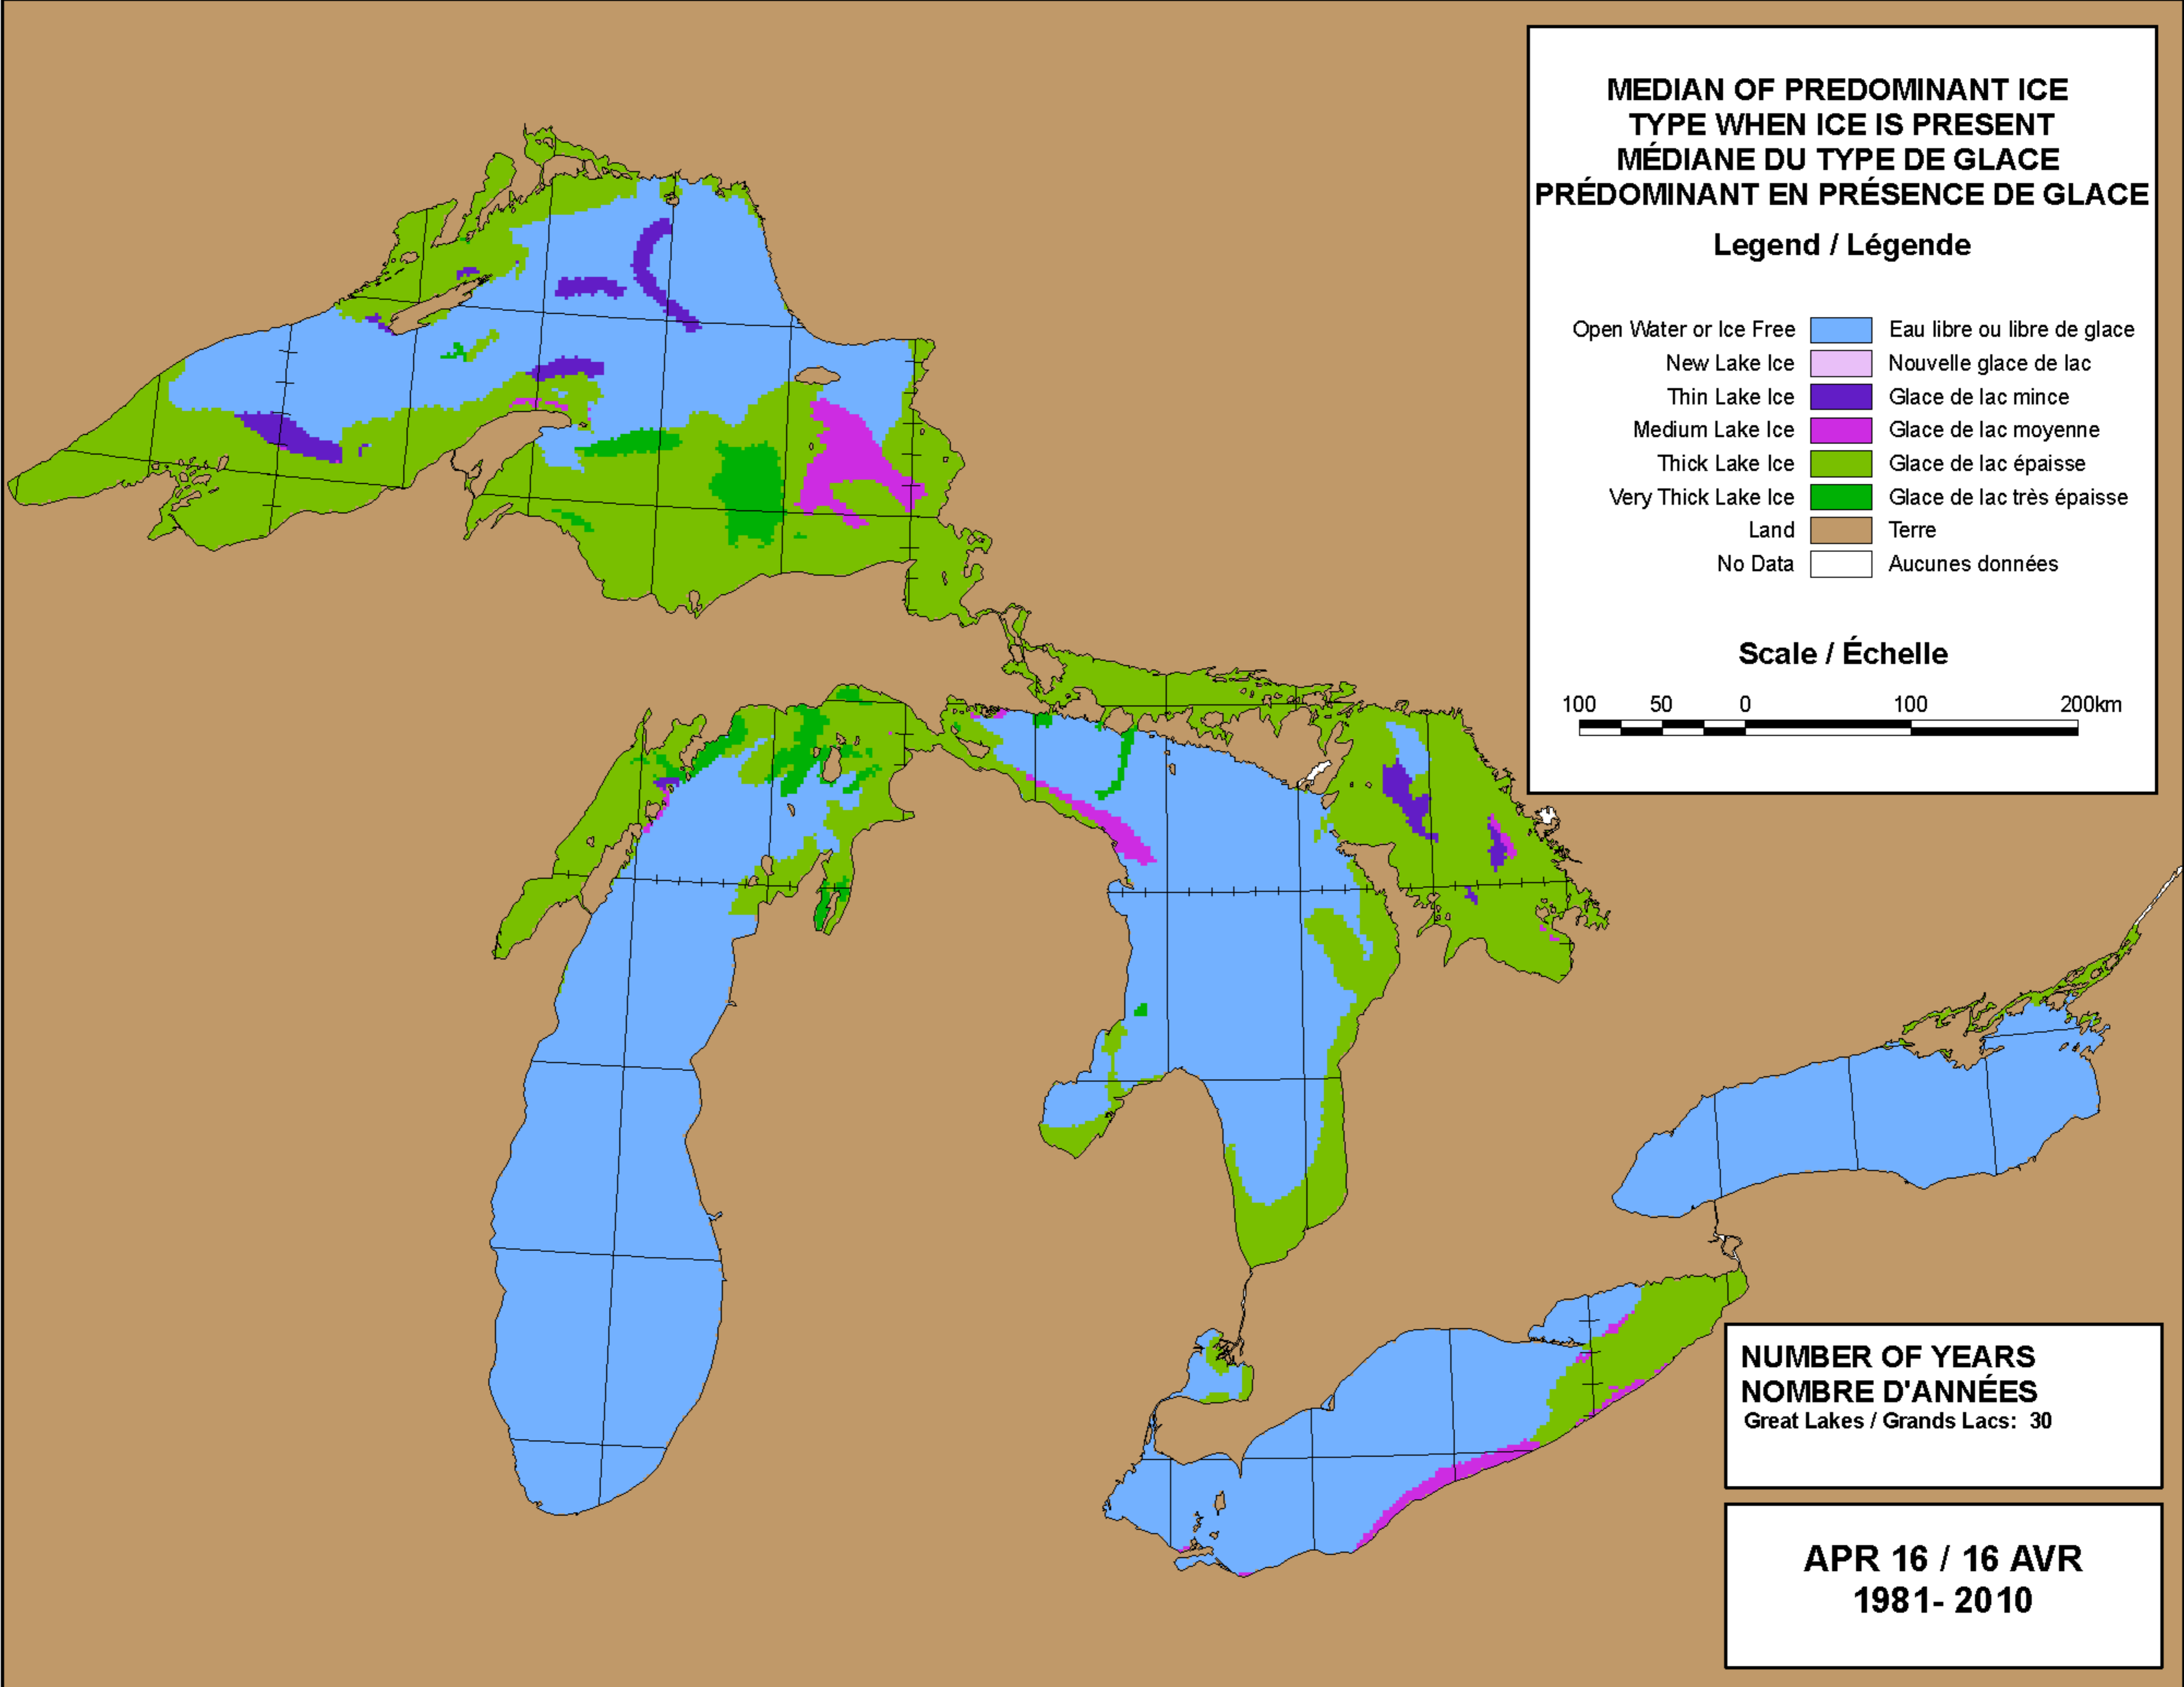 MEDIAN OF PREDOMINANT ICE
TYPE WHEN ICE IS PRESENT
MÉDIANE DU TYPE DE GLACE
PRÉDOMINANT EN PRÉSENCE DE GLACE
Legend / Légende
Open Water or Ice Free Eau libre ou libre de glace
New Lake Ice Nouvelle glace de lac
Thin Lake Ice Glace de lac mince
Medium Lake Ice Glace de lac moyenne
Thick Lake Ice Glace de lac épaisse
Very Thick Lake Ice Glace de lac très épaisse
Land Terre
No Data Aucunes données
Scale / Échelle
100 50 0 100 200km
NUMBER OF YEARS
NOMBRE D'ANNÉES
Great Lakes / Grands Lacs: 30
APR 16 / 16 AVR
1981- 2010